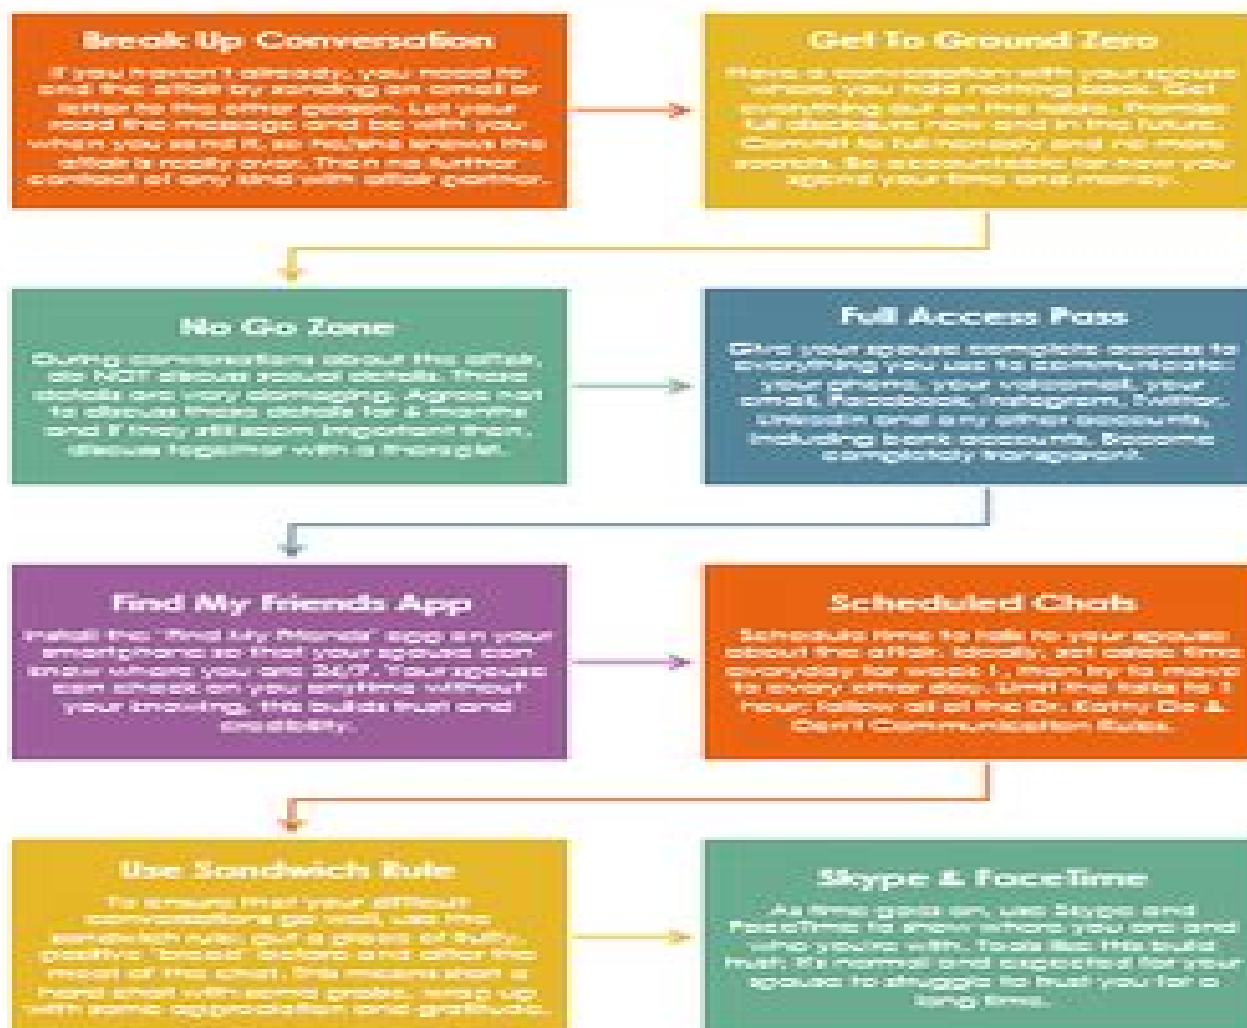 Break Up Conversation
If you haven't already, you need to
end the affair by sending an email or
letter to the other person. Let your
read the message and be with you
when you send it, so he/she knows the
affair is really over. Then no further
contact of any kind with affair partner.
Get To Ground Zero
Have a conversation with your spouse
where you hold nothing back. Get
everything out on the table. Promise
full disclosure now and in the future.
Commit to full honesty and no more
secrets. Be accountable for how you
spend your time and money.
No Go Zone
During conversations about the affair,
do NOT discuss sexual details. These
details are very damaging. Agree not
to discuss these details for 6 months
and if they still seem important then,
discuss together with a therapist.
Full Access Pass
Give your spouse complete access to
everything you use to communicate:
your phone, your voicemail, your
email, Facebook, Instagram, Twitter,
LinkedIn and any other accounts,
including bank accounts. Become
completely transparent.
Find My Friends App
Install the "Find My Friends" app on your
smartphone so that your spouse can
know where you are 24/7. Your spouse
can check on you anytime without
your knowing, this builds trust and
credibility.
Scheduled Chats
Schedule time to talk to your spouse
about the affair. Ideally, set aside time
everyday for week 1, then try to move
to every other day. Limit the talks to 1
hour; follow all of the Dr. Kathy Do &
Don't Communication Rules.
Use Sandwich Rule
To ensure that your difficult
conversations go well, use the
sandwich rule: put a piece of fluffy,
positive "bread" before and after the
meat of the chat. This means start a
hard chat with some praise, wrap up
with some appreciation and gratitude.
Skype & FaceTime
As time goes on, use Skype and
FaceTime to show where you are and
who you're with. Tools like this build
trust. It's normal and expected for your
spouse to struggle to trust you for a
long time.